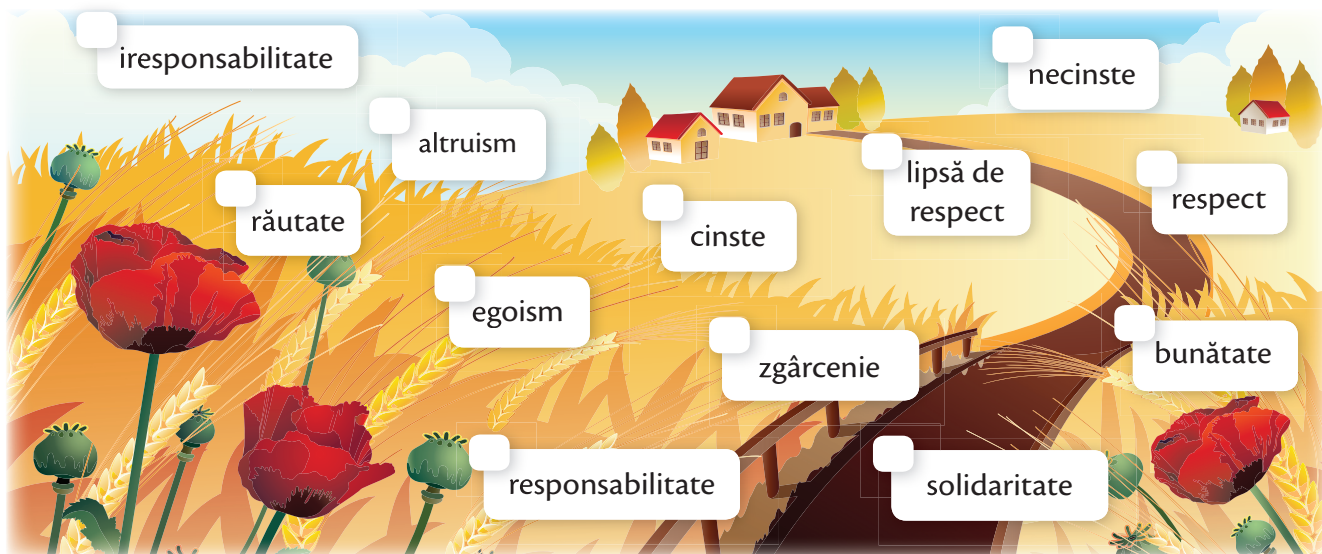 iresponsabilitate
necinste
altruism
lipsă de
respect
respect
răutate
cinste
egoism
zgârcenie
bunătate
responsabilitate
solidaritate